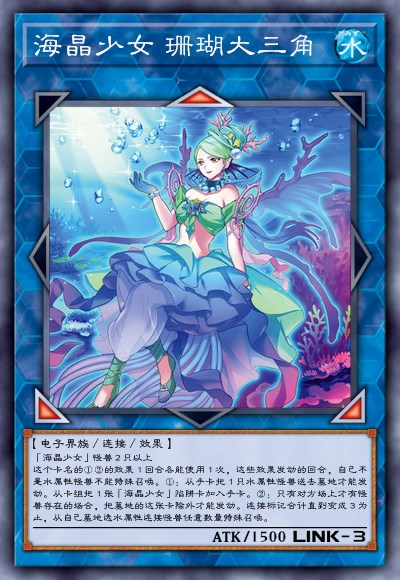 海晶少女 珊瑚大三角
水
【电子界族／连接／效果】
「海晶少女」怪兽２只以上
这个卡名的①②的效果１回合各能使用１次，这些效果发动的回合，自己不
是水属性怪兽不能特殊召唤。①：从手卡把１只水属性怪兽送去墓地才能发
动。从卡组把１张「海晶少女」陷阱卡加入手卡。②：只有对方场上才有怪
兽存在的场合，把墓地的这张卡除外才能发动。连接标记合计直到变成３为
止，从自己墓地选水属性连接怪兽任意数量特殊召唤。
ATK/1500 LINK-3